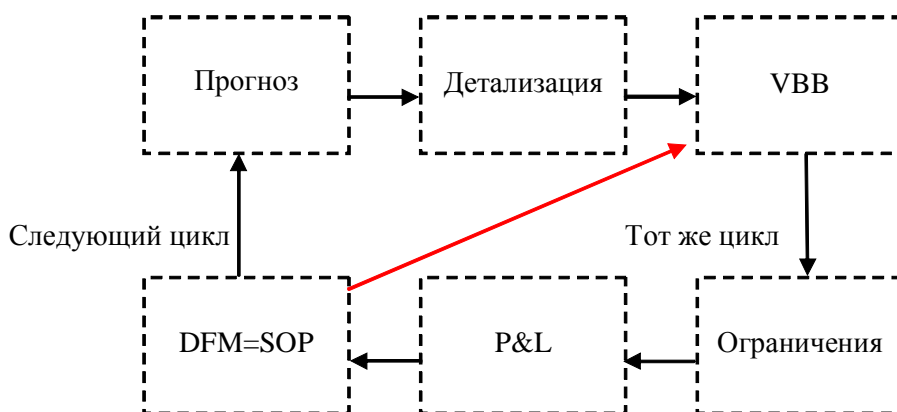 Прогноз
Детализация
VBB
Следующий цикл
Тот же цикл
DFM=SOP
P&L
Ограничения